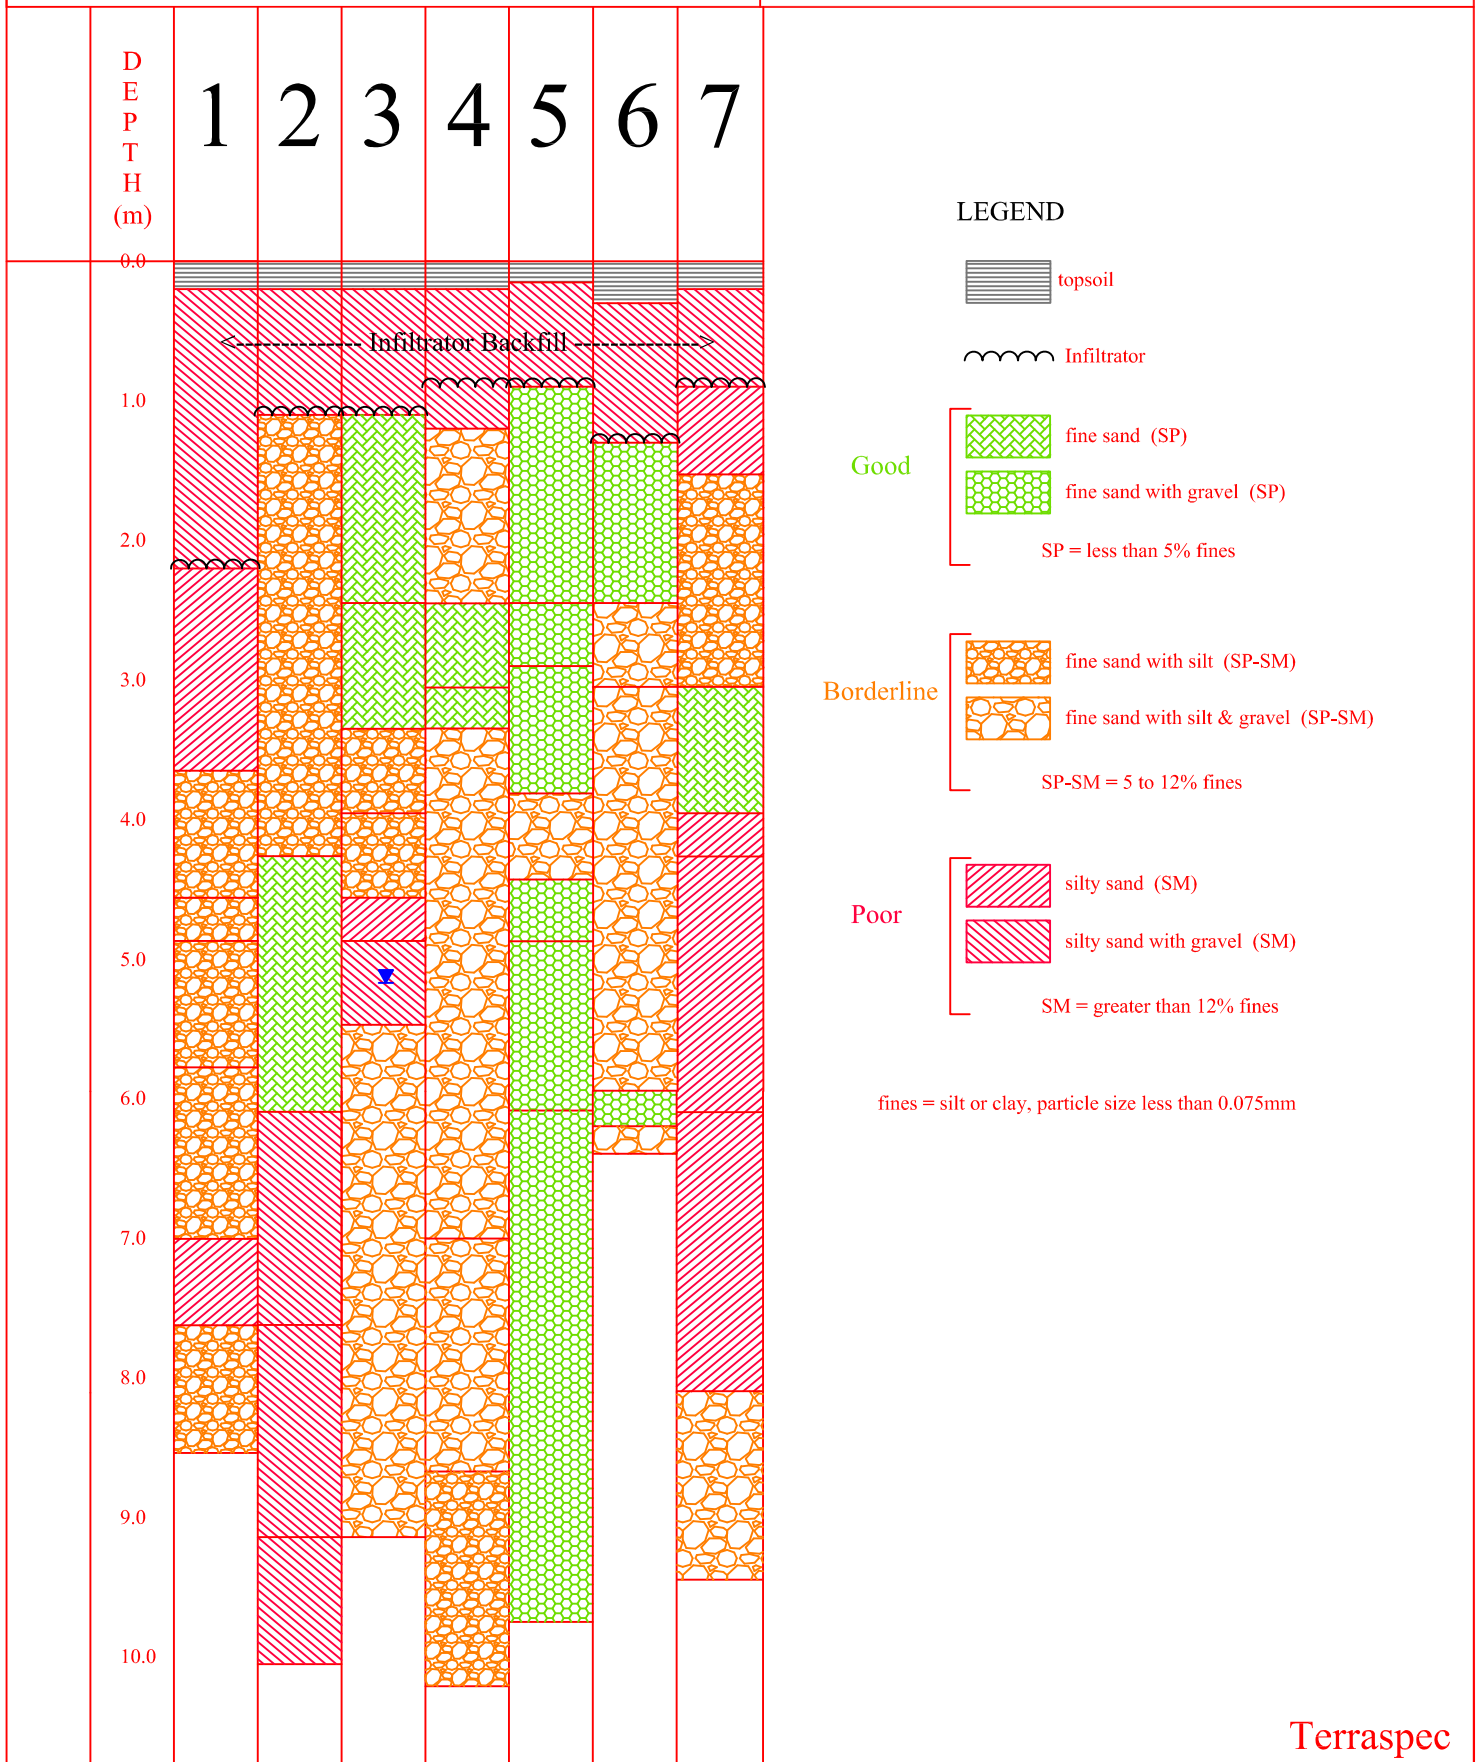 D
E
P
T
H
(m)
1 2 3 4 5 6 7
0.0
<---------- Infiltrator Backfill ---------->
1.0
2.0
3.0
4.0
5.0
6.0
7.0
8.0
9.0
10.0
LEGEND
topsoil
Infiltrator
Good
fine sand (SP)
fine sand with gravel (SP)
SP = less than 5% fines
Borderline
fine sand with silt (SP-SM)
fine sand with silt & gravel (SP-SM)
SP-SM = 5 to 12% fines
Poor
silty sand (SM)
silty sand with gravel (SM)
SM = greater than 12% fines
fines = silt or clay, particle size less than 0.075mm
Terraspec